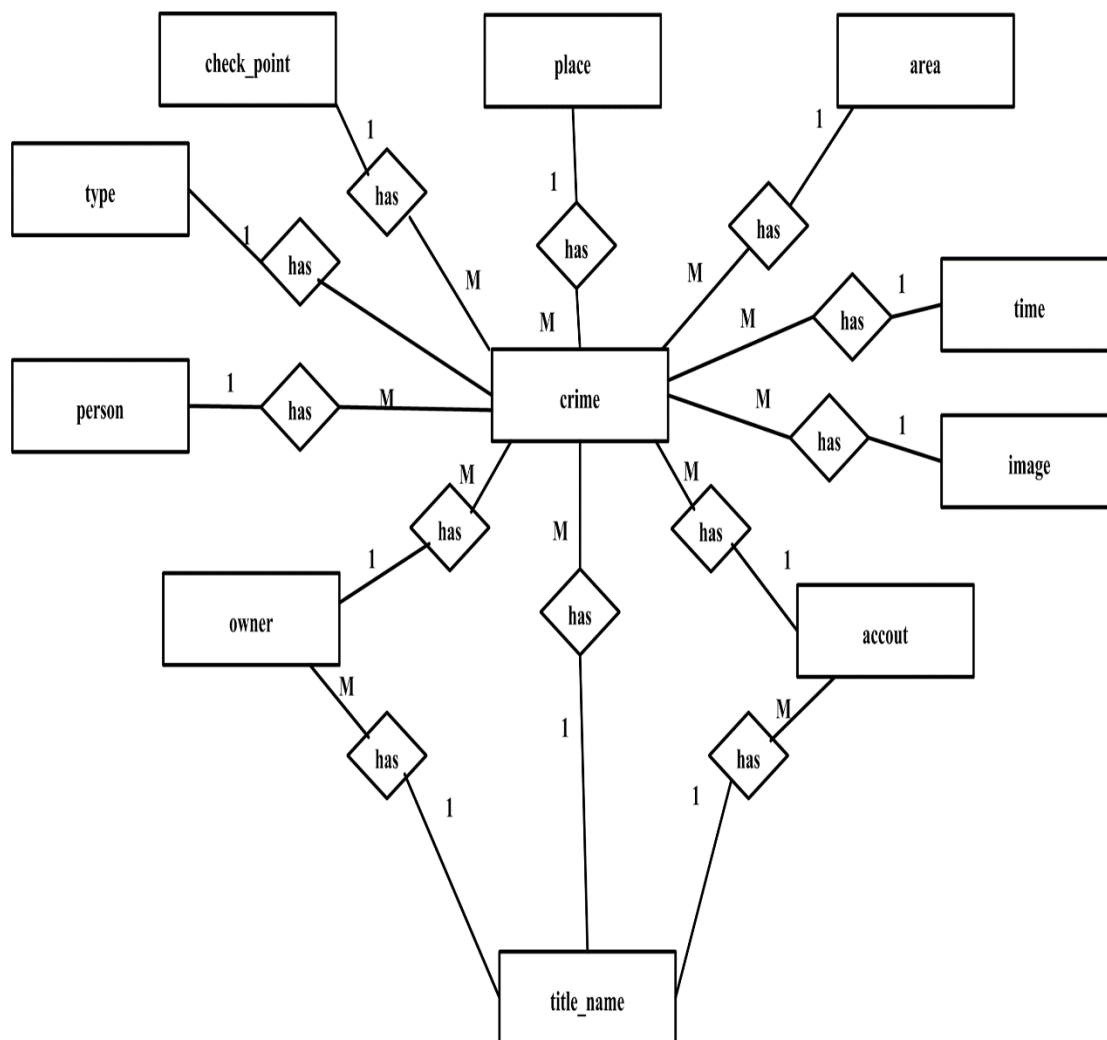 check_point
place
area
1
1
1
type
has
has
has
1
has
M
M
M
time
1
has
M
person
1
has
M
crime
M
has
1
image
M
has
1
M
has
1
M
has
1
owner
accout
M
has
1
M
has
1
title_name